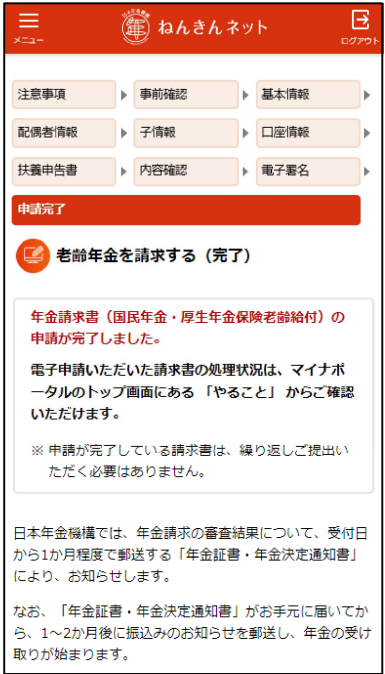 メニュー
日本年金機構
年 ねんきんネット
ログアウト
注意事項 事前確認 基本情報
配偶者情報 子情報 口座情報
扶養申告書 内容確認 電子署名
申請完了
老齢年金を請求する（完了）
年金請求書（国民年金・厚生年金保険老齢給付）の
申請が完了しました。
電子申請いただいた請求書の処理状況は、マイナポ
ータルのトップ画面にある 「やること」 からご確認
いただけます。
※ 申請が完了している請求書は、繰り返しご提出い
ただく必要はありません。
日本年金機構では、年金請求の審査結果について、受付日
から1か月程度で郵送する「年金証書・年金決定通知書」
により、お知らせします。
なお、「年金証書・年金決定通知書」がお手元に届いてか
ら、1～2か月後に振込みのお知らせを郵送し、年金の受け
取りが始まります。